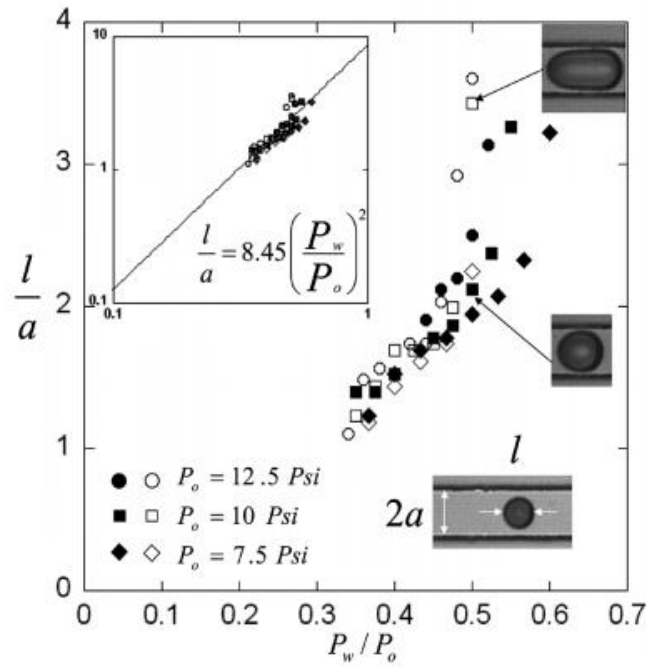 4
3
2
1
0
l/a
10
1
0.1
0.1
1
l/a = 8.45 (P_w/P_o)^2
● ○ P_o = 12.5 Psi
■ □ P_o = 10 Psi
◆ ◇ P_o = 7.5 Psi
l
2a
0 0.1 0.2 0.3 0.4 0.5 0.6 0.7
P_w/P_o